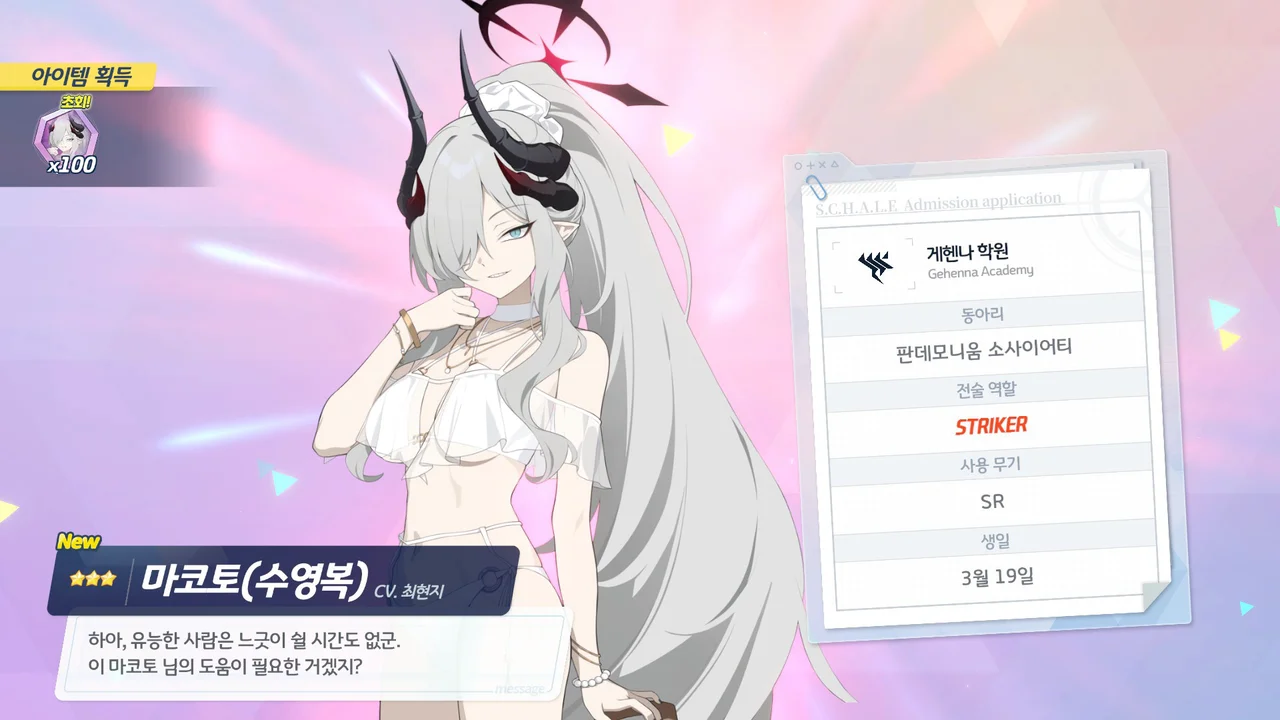 아이템 획득
초회!
x100
S.C.H.A.L.E Admission application
게헨나 학원
Gehenna Academy
동아리
판데모니움 소사이어티
전술 역할
STRIKER
사용 무기
SR
생일
3월 19일
New
마코토(수영복) CV. 최현지
하아, 유능한 사람은 느긋이 쉴 시간도 없군.
이 마코토 님의 도움이 필요한 거겠지?
message